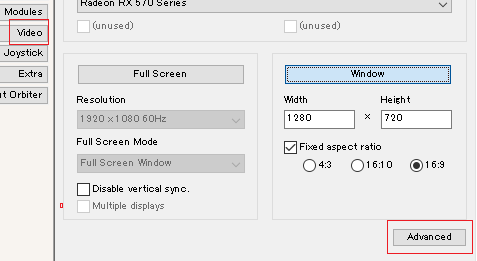 Modules
Video
Joystick
Extra
ut Orbiter
Radeon RX 570 Series
(unused)
(unused)
Full Screen
Resolution
1920 x 1080 60Hz
Full Screen Mode
Full Screen Window
Disable vertical sync.
Multiple displays
Window
Width
Height
1280
×
720
Fixed aspect ratio
4:3
16:10
16:9
Advanced